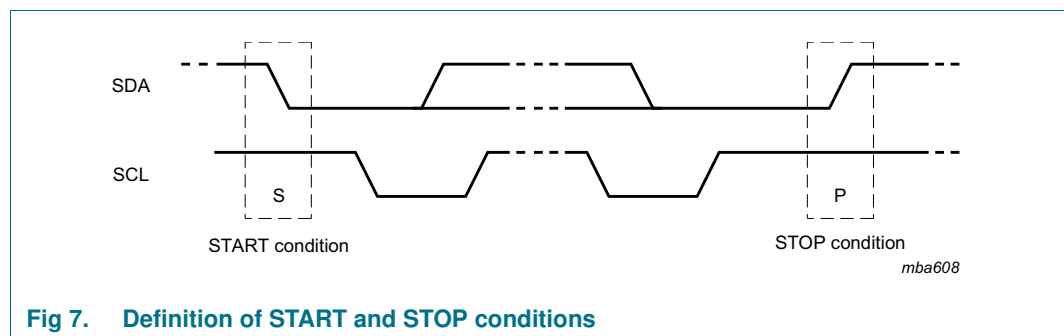 SDA
SCL
S
P
START condition
STOP condition
mba608
Fig 7. Definition of START and STOP conditions